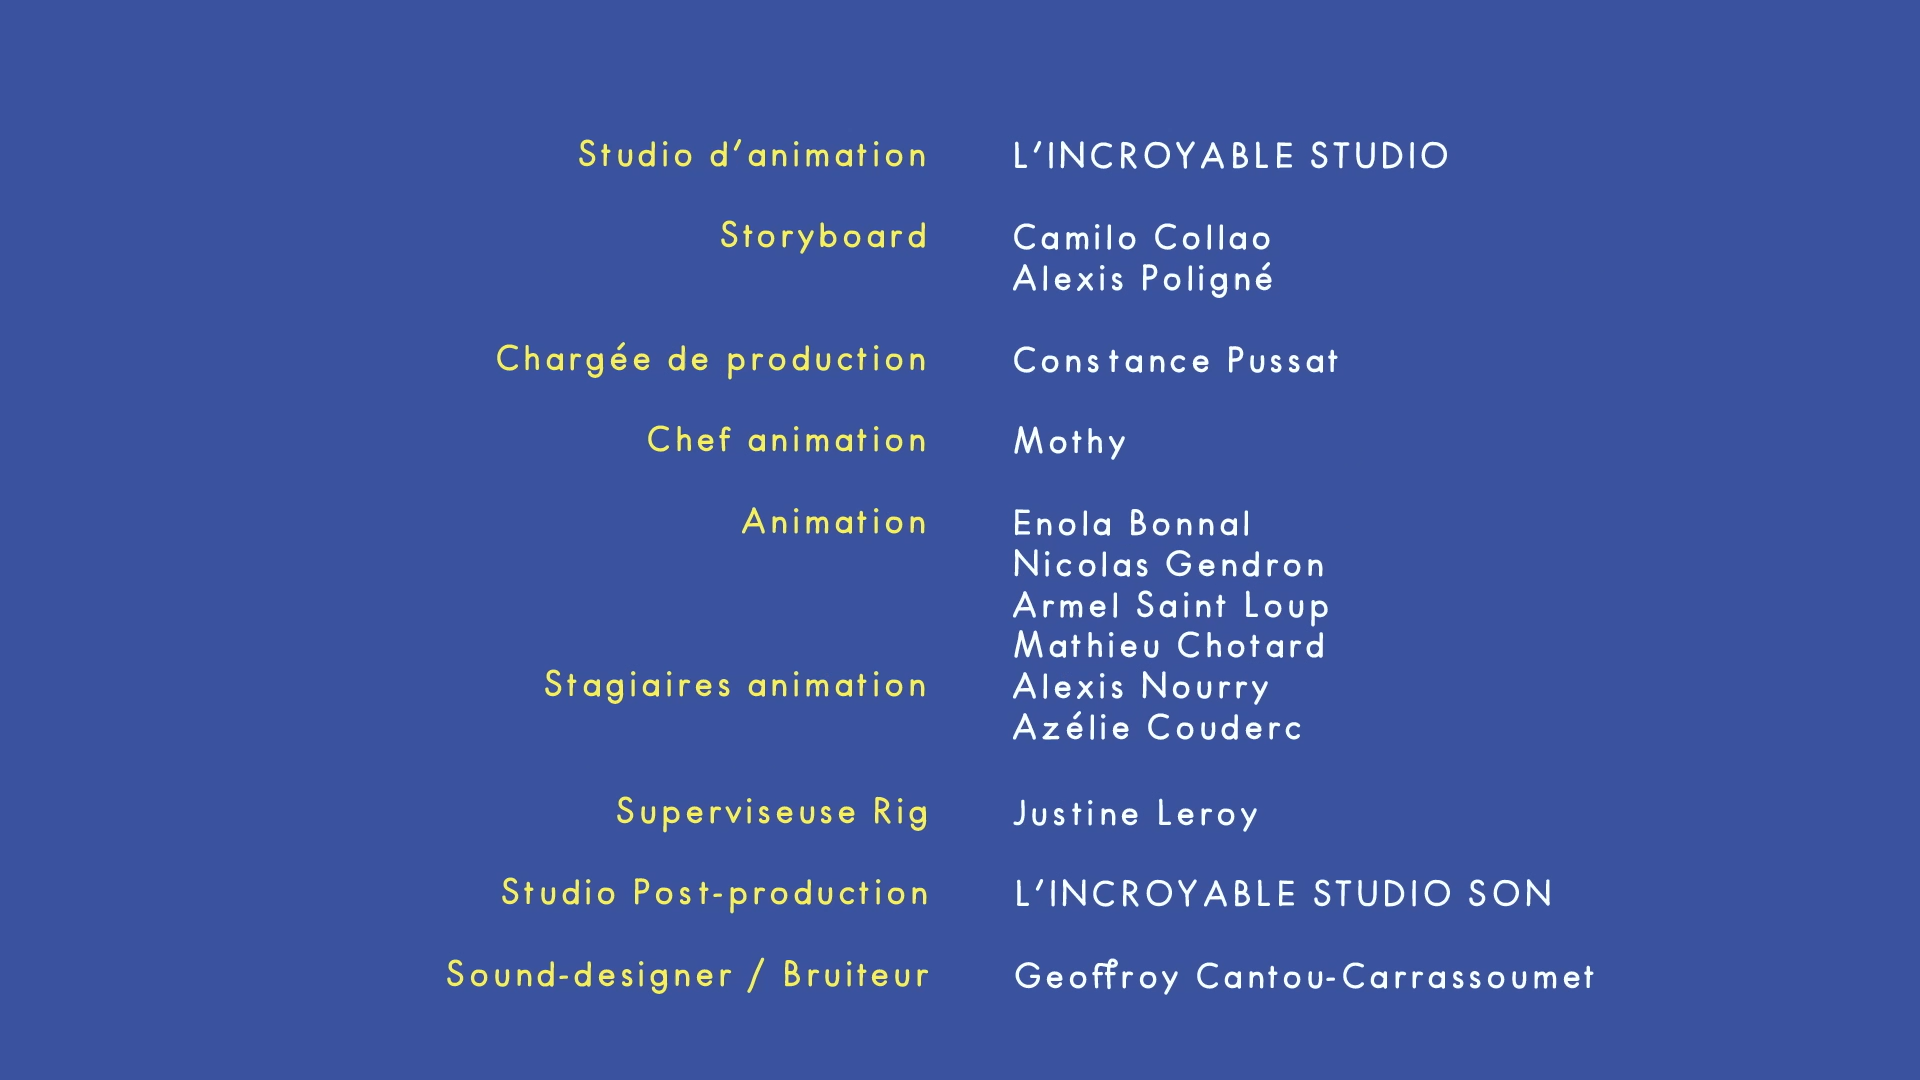 Studio d'animation L'INCROYABLE STUDIO
Storyboard Camilo Collao
Alexis Poligné
Chargée de production Constance Pussat
Chef animation Mothy
Animation Enola Bonnal
Nicolas Gendron
Armel Saint Loup
Mathieu Chotard
Stagiaires animation Alexis Nourry
Azélie Couderc
Superviseuse Rig Justine Leroy
Studio Post-production L'INCROYABLE STUDIO SON
Sound-designer / Bruiteur Geoffroy Cantou-Carrassoumet